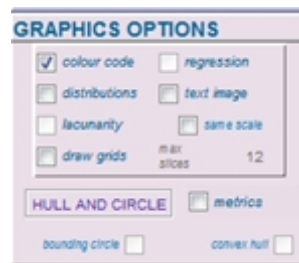 GRAPHICS OPTIONS
colour code regression
distributions text image
lacunarity same scale
draw grids max slices 12
HULL AND CIRCLE metrics
bounding circle convex hull